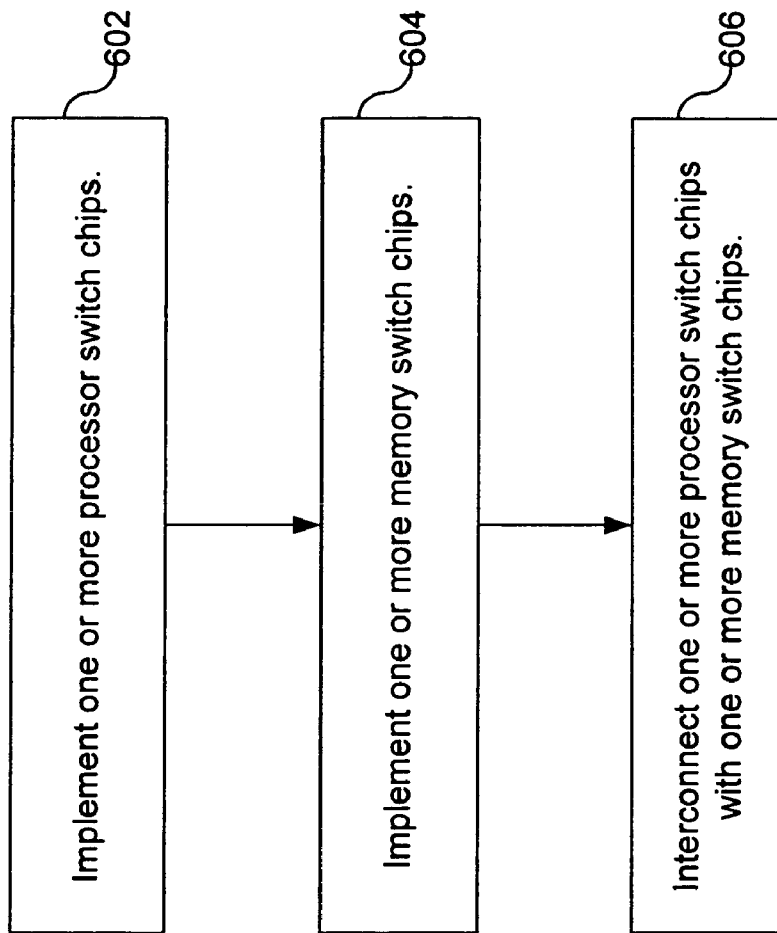 Implement one or more processor switch chips.
602
Implement one or more memory switch chips.
604
Interconnect one or more processor switch chips
with one or more memory switch chips.
606